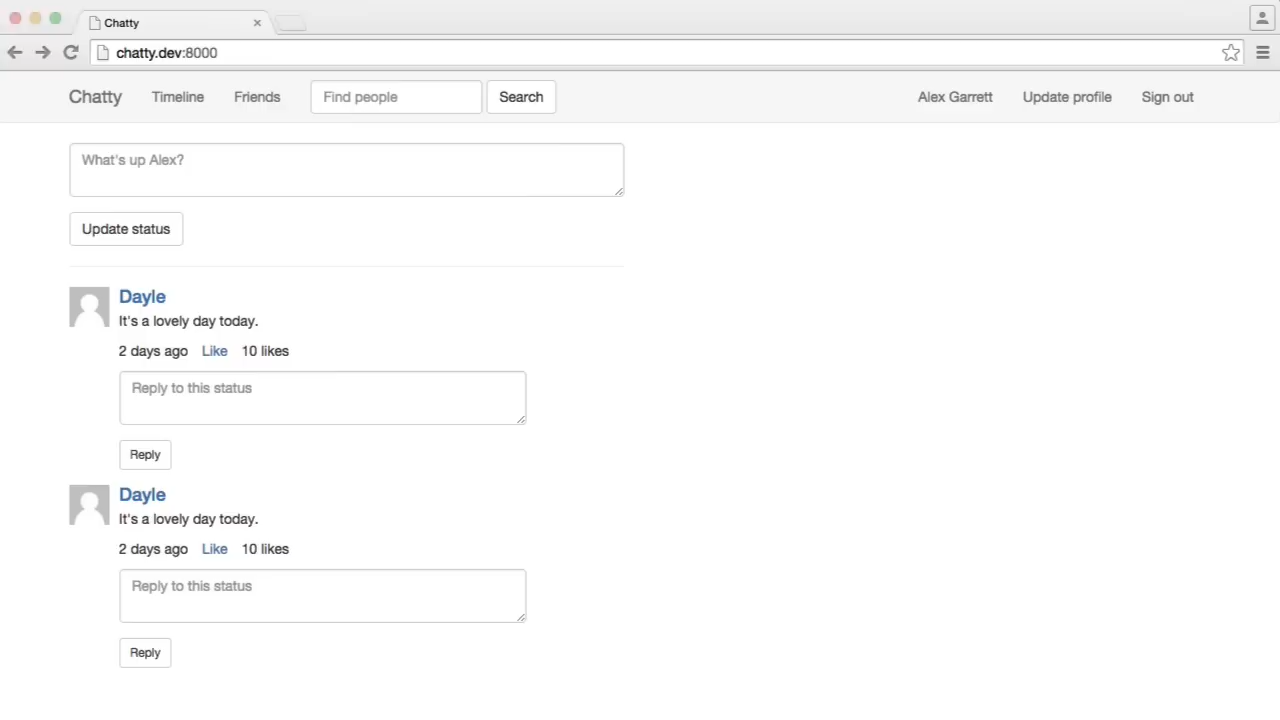 Chatty
chatty.dev:8000
Chatty Timeline Friends Find people Search Alex Garrett Update profile Sign out
What's up Alex?
Update status
Dayle
It's a lovely day today.
2 days ago Like 10 likes
Reply to this status
Reply
Dayle
It's a lovely day today.
2 days ago Like 10 likes
Reply to this status
Reply